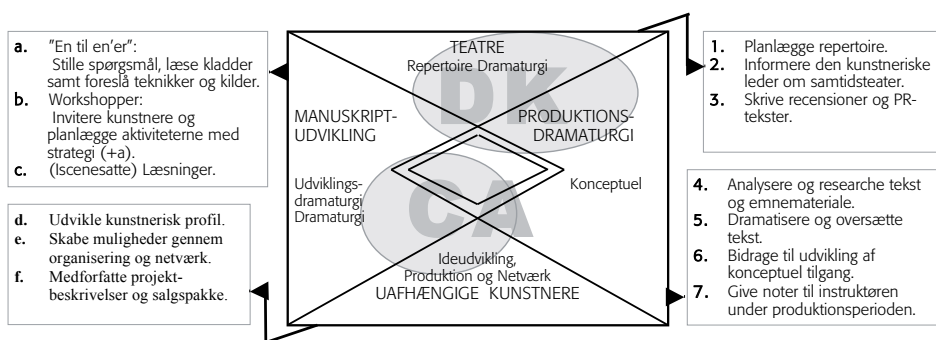 a. "En til en'er":
Stille spørgsmål, læse kladder
samt foreslå teknikker og kilder.
b. Workshopper:
Invitere kunstnere og
planlægge aktiviteterne med
strategi (+a).
c. (Iscenesatte) Læsninger.
d. Udvikle kunstnerisk profil.
e. Skabe muligheder gennem
organisering og netværk.
f. Medforfatte projekt-
beskrivelser og salgspakke.
TEATRE
Repertoire Dramaturgi
DK
MANUSKRIPT-
UDVIKLING
PRODUKTIONS-
DRAMATURGI
Udviklings-
dramaturgi
Dramaturgi
Konceptuel
CA
Ideudvikling,
Produktion og Netværk
UAFHÆNGIGE KUNSTNERE
1. Planlægge repertoire.
2. Informere den kunstneriske
leder om samtidsteater.
3. Skrive recensioner og PR-
tekster.
4. Analysere og researche tekst
og emnemateriale.
5. Dramatisere og oversætte
tekst.
6. Bidrage til udvikling af
konceptuel tilgang.
7. Give noter til instruktøren
under produktionsperioden.